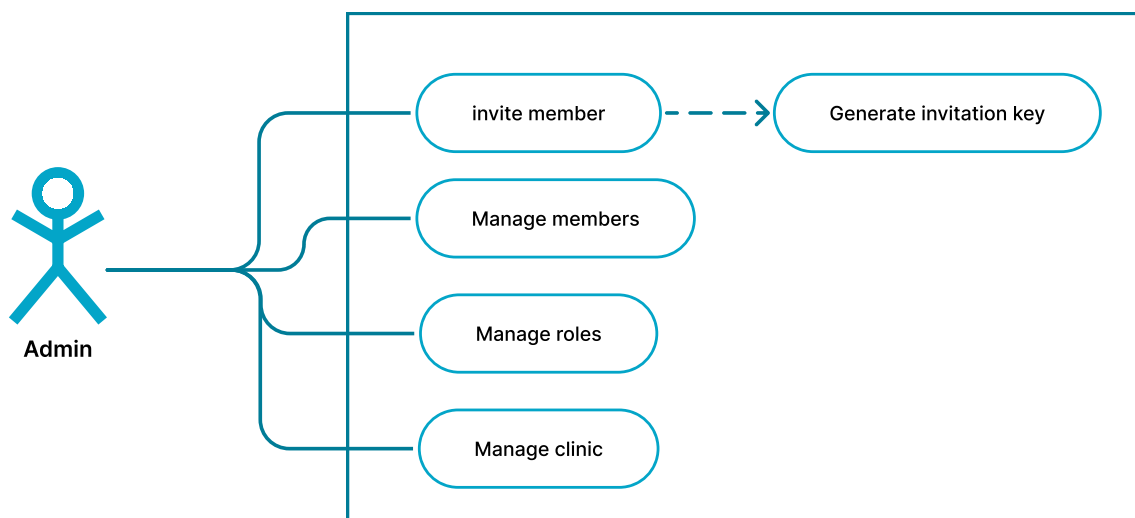 invite member
Generate invitation key
Manage members
Manage roles
Admin
Manage clinic